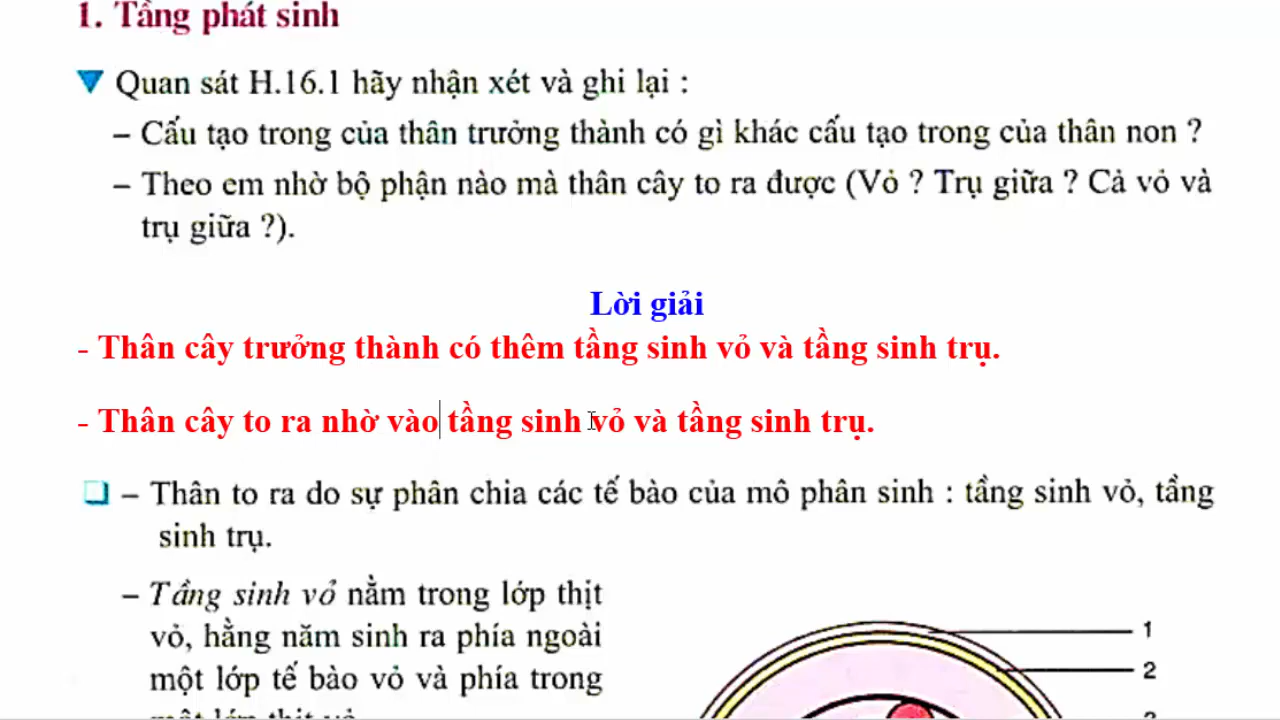 1. Tầng phát sinh
Quan sát H.16.1 hãy nhận xét và ghi lại :
– Cấu tạo trong của thân trưởng thành có gì khác cấu tạo trong của thân non ?
– Theo em nhờ bộ phận nào mà thân cây to ra được (Vỏ ? Trụ giữa ? Cả vỏ và
trụ giữa ?).
Lời giải
- Thân cây trưởng thành có thêm tầng sinh vỏ và tầng sinh trụ.
- Thân cây to ra nhờ vào tầng sinh vỏ và tầng sinh trụ.
– Thân to ra do sự phân chia các tế bào của mô phân sinh : tầng sinh vỏ, tầng
sinh trụ.
– Tầng sinh vỏ nằm trong lớp thịt
vỏ, hằng năm sinh ra phía ngoài
một lớp tế bào vỏ và phía trong
1
2